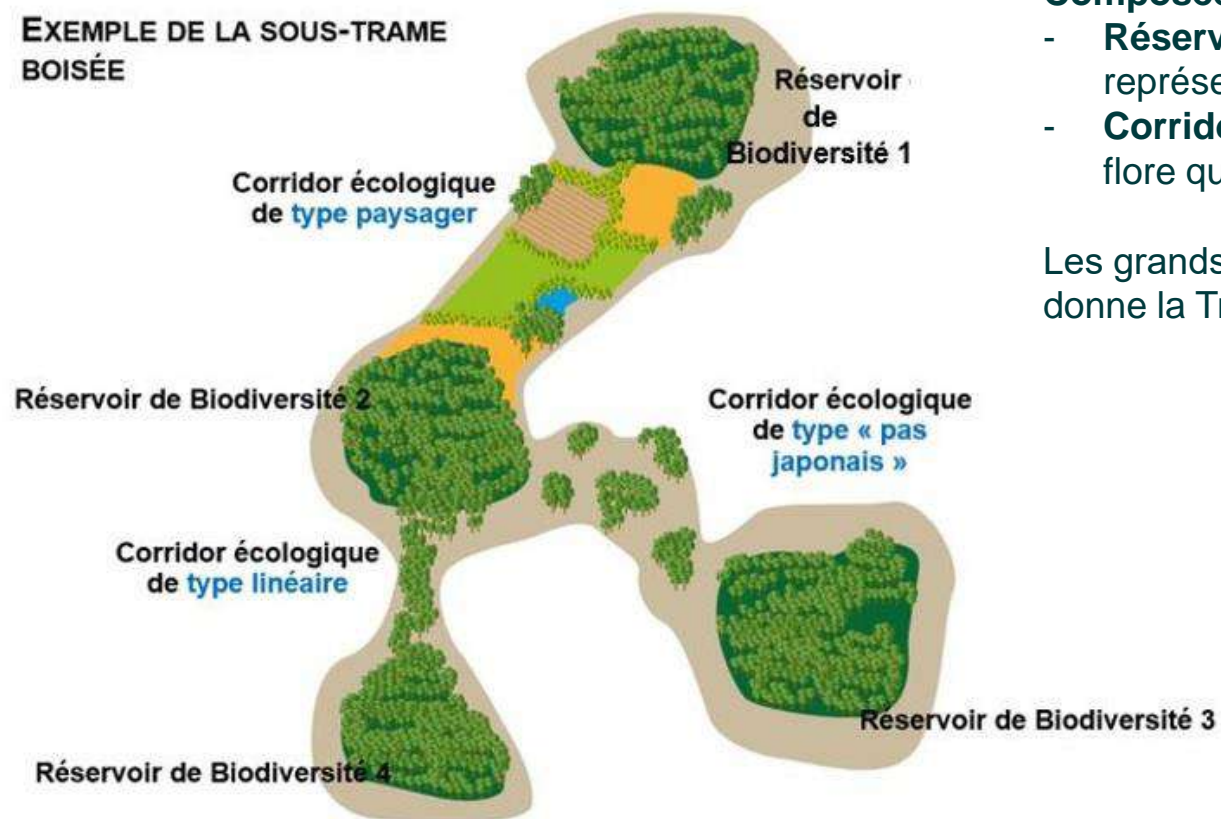 EXEMPLE DE LA SOUS-TRAME
BOISÉE
Réservoir
de
Biodiversité 1
Corridor écologique
de type paysager
Réservoir de Biodiversité 2
Corridor écologique
de type « pas
japonais »
Corridor écologique
de type linéaire
Réservoir de Biodiversité 3
Réservoir de Biodiversité 4
-
-
flore
Les grands
donne la